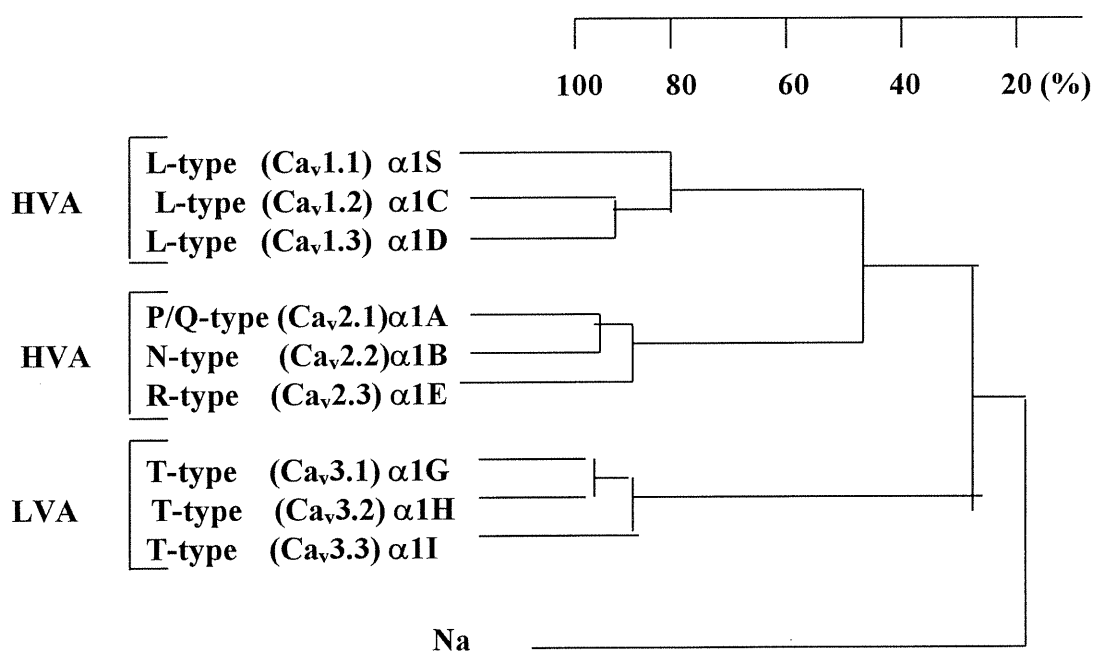 100 80 60 40 20 (%)
L-type (Cav1.1) α1S
HVA L-type (Cav1.2) α1C
L-type (Cav1.3) α1D
P/Q-type (Cav2.1)α1A
HVA N-type (Cav2.2)α1B
R-type (Cav2.3) α1E
T-type (Cav3.1) α1G
LVA T-type (Cav3.2) α1H
T-type (Cav3.3) α1I
Na